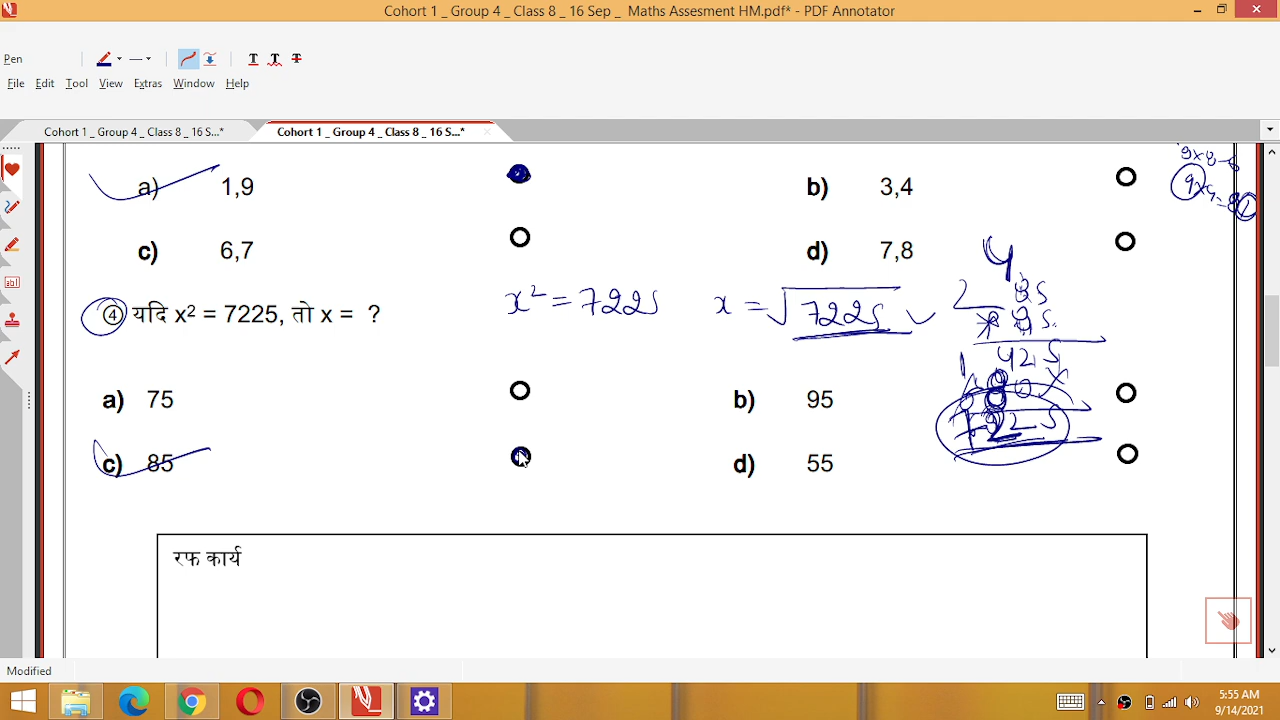 Cohort 1 _ Group 4 _ Class 8 _ 16 Sep _ Maths Assesment HM.pdf* - PDF Annotator
Pen
T T T
File Edit Tool View Extras Window Help
Cohort 1 _ Group 4 _ Class 8 _ 16 S...* Cohort 1 _ Group 4 _ Class 8 _ 16 S...*
a) 1,9 b) 3,4
c) 6,7 d) 7,8
④ यदि x² = 7225, तो x = ? x² = 7225 x = √7225
425
a) 75 b) 95
c) 85 d) 55
रफ कार्य
Modified
5:55 AM
9/14/2021